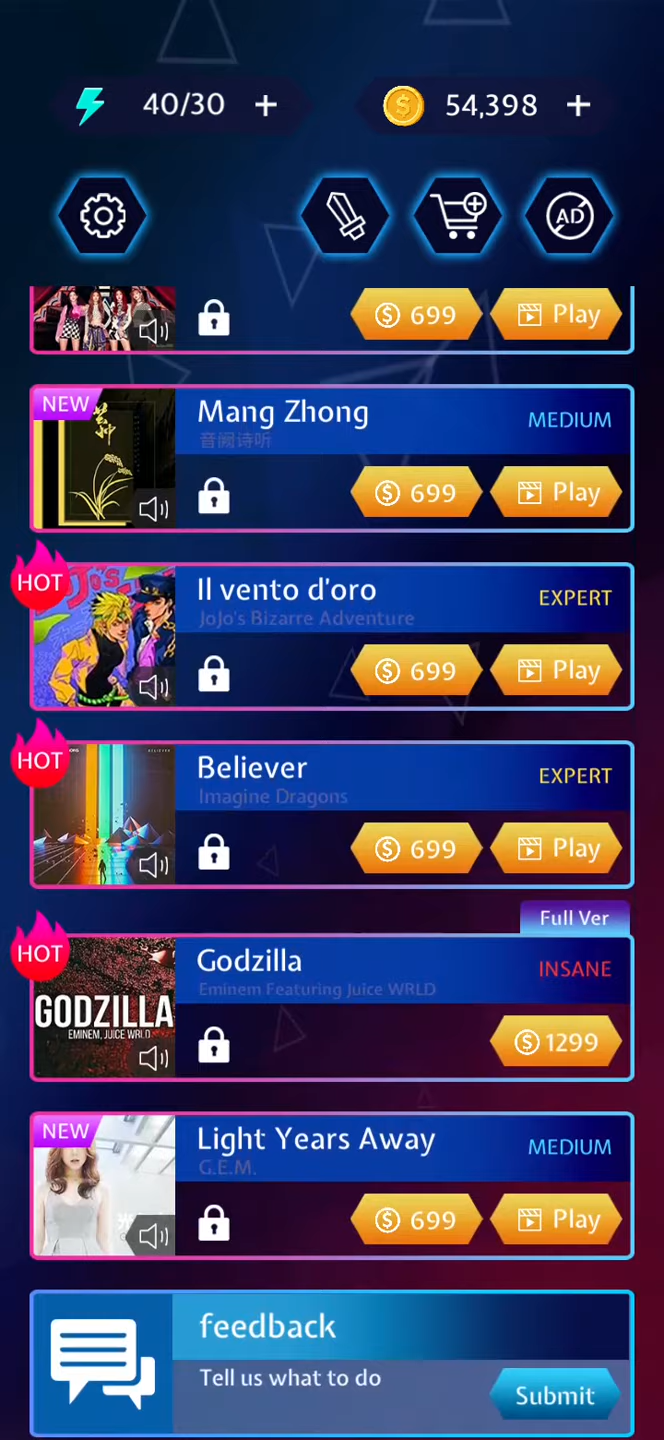 40/30 +
54,398 +
AD
$ 699
Play
NEW
芒种
Mang Zhong
MEDIUM
音阙诗听
$ 699
Play
HOT
Il vento d'oro
EXPERT
JoJo's Bizarre Adventure
$ 699
Play
HOT
Believer
EXPERT
Imagine Dragons
$ 699
Play
Full Ver
HOT
Godzilla
INSANE
Eminem Featuring Juice WRLD
GODZILLA
EMINEM, JUICE WRLD
$ 1299
NEW
Light Years Away
MEDIUM
G.E.M.
$ 699
Play
feedback
Tell us what to do
Submit